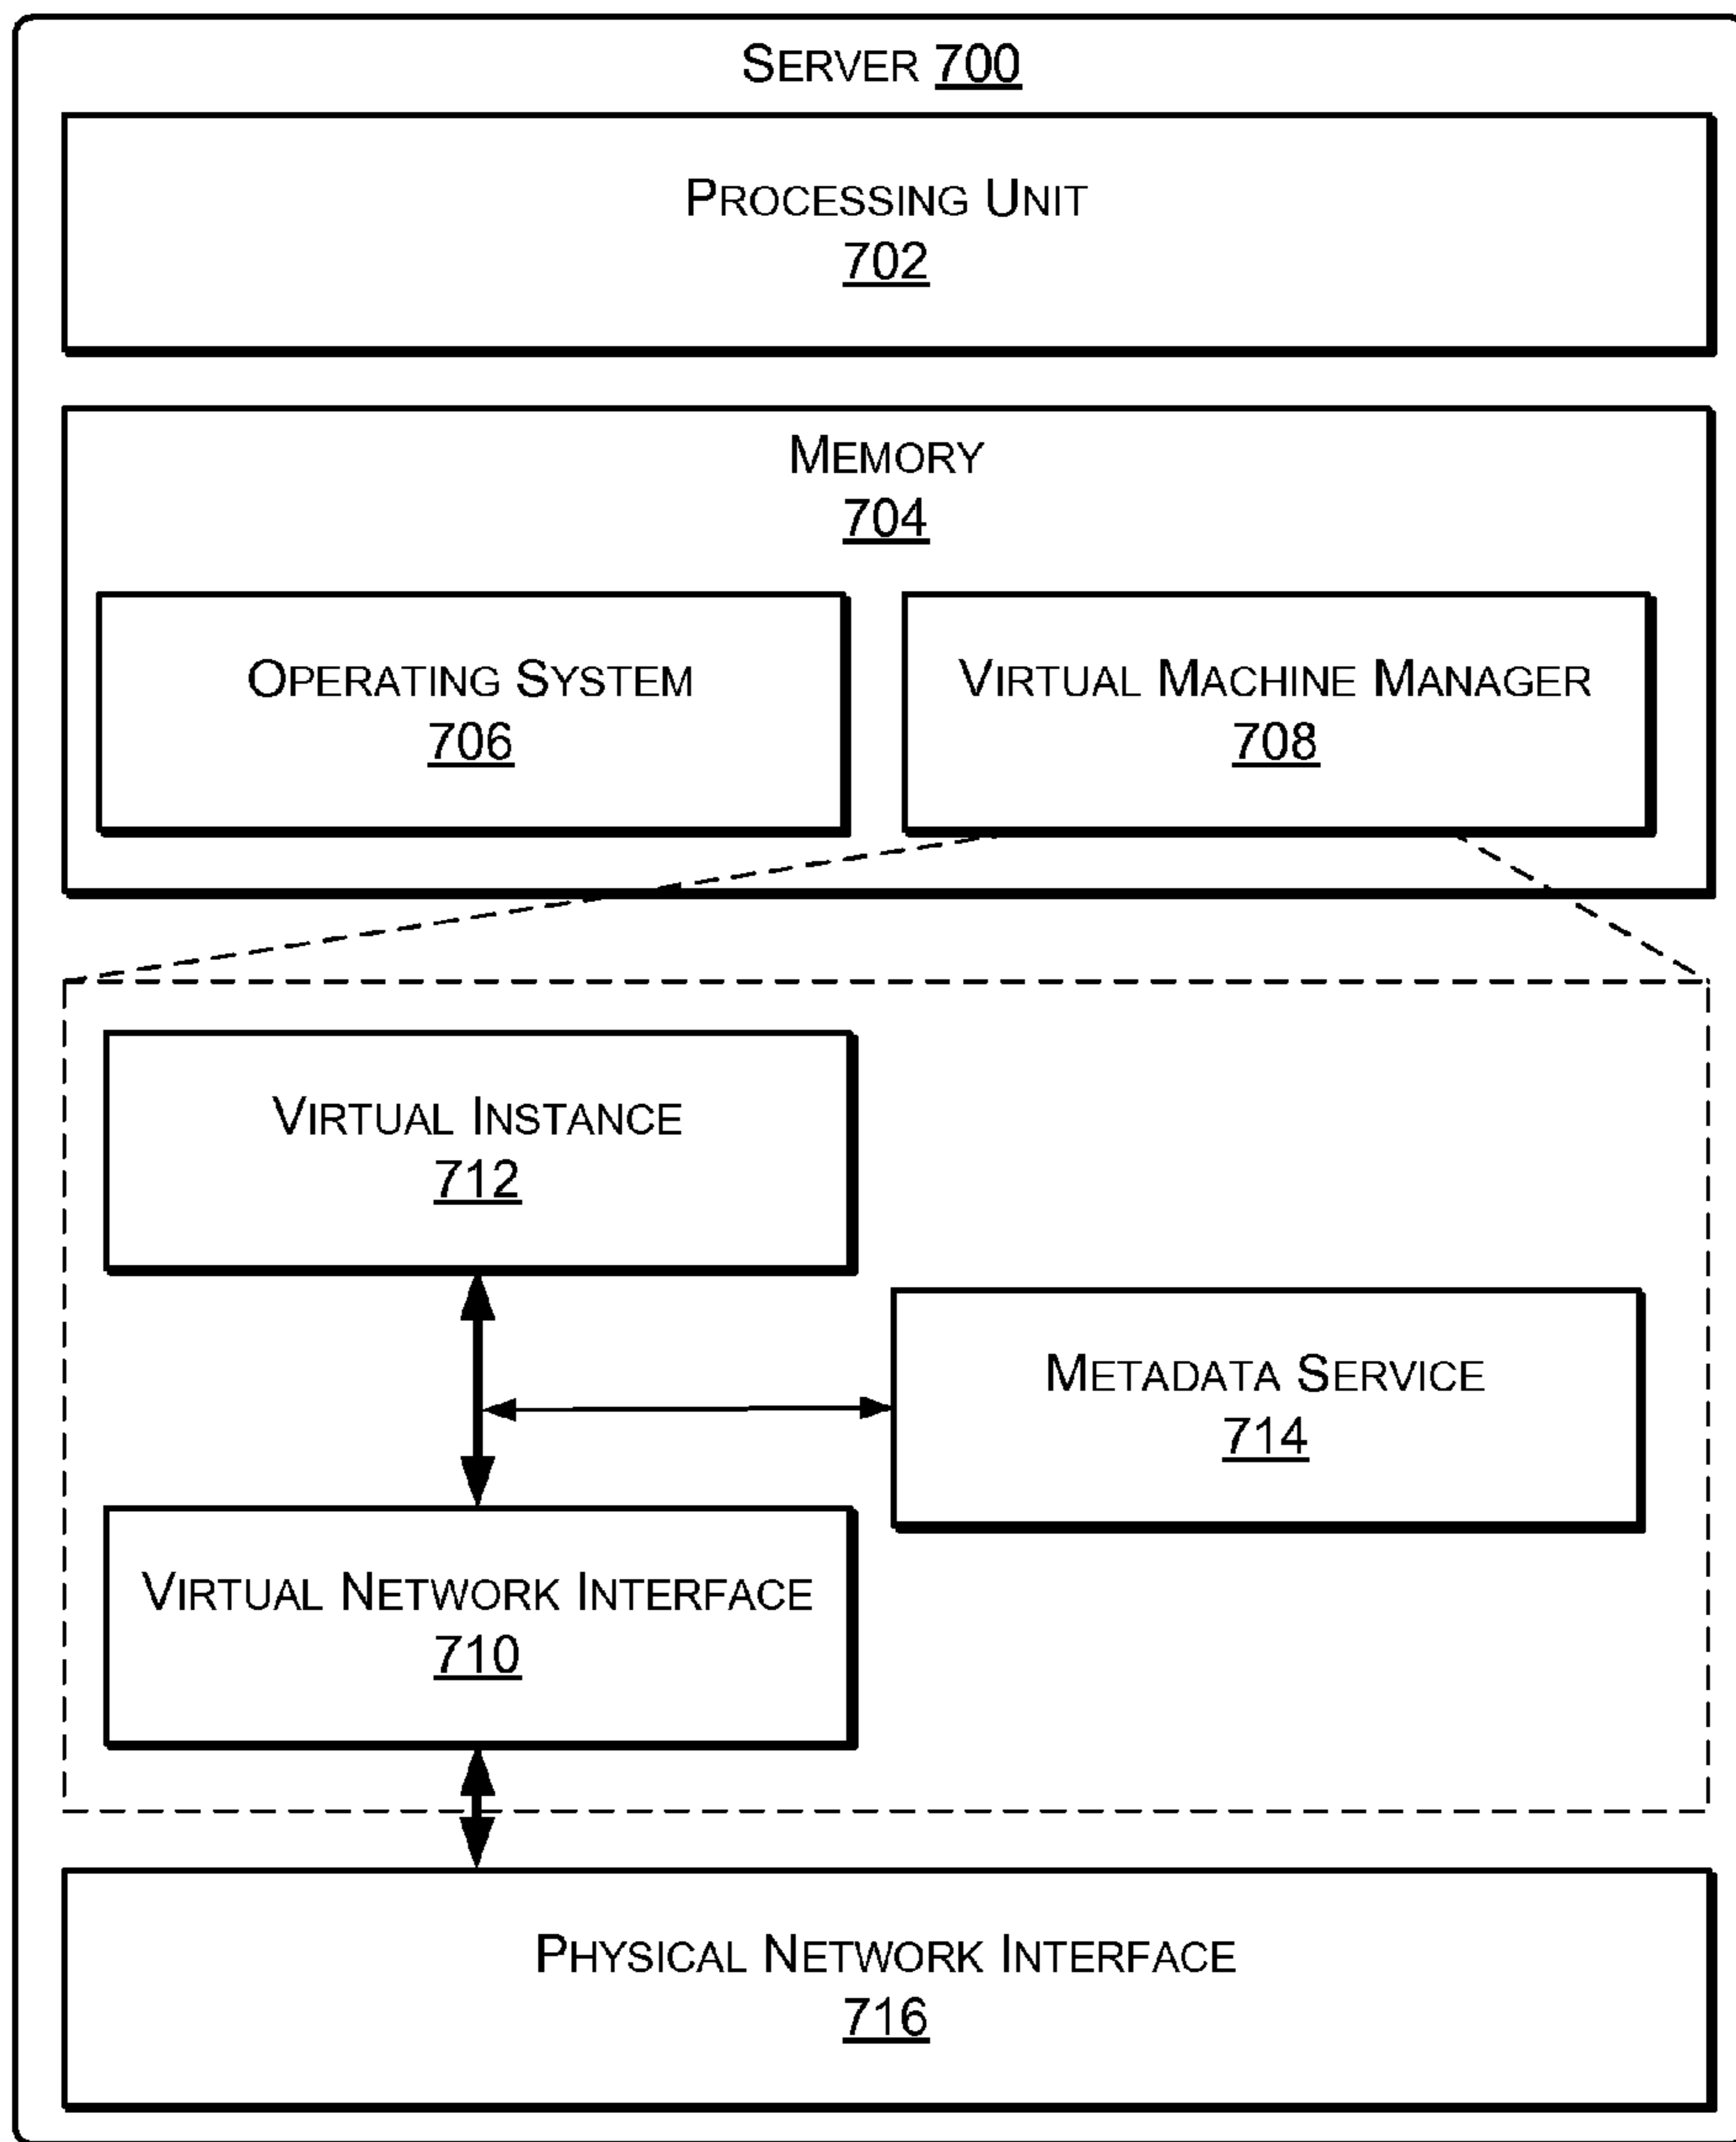 SERVER 700
PROCESSING UNIT
702
MEMORY
704
OPERATING SYSTEM
706
VIRTUAL MACHINE MANAGER
708
VIRTUAL INSTANCE
712
METADATA SERVICE
714
VIRTUAL NETWORK INTERFACE
710
PHYSICAL NETWORK INTERFACE
716